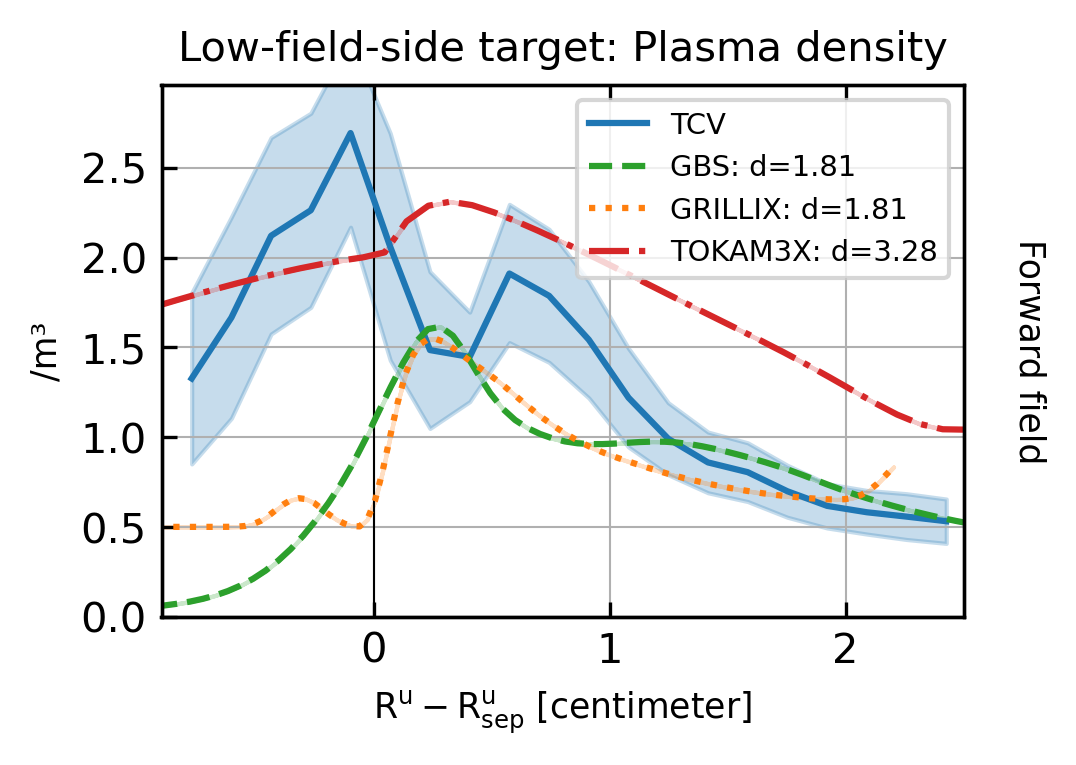 Low-field-side target: Plasma density
/m³
2.5
2.0
1.5
1.0
0.5
0.0
TCV
GBS: d=1.81
GRILLIX: d=1.81
TOKAM3X: d=3.28
Forward field
0 1 2
Rᵘ − Rᵘ_sep [centimeter]